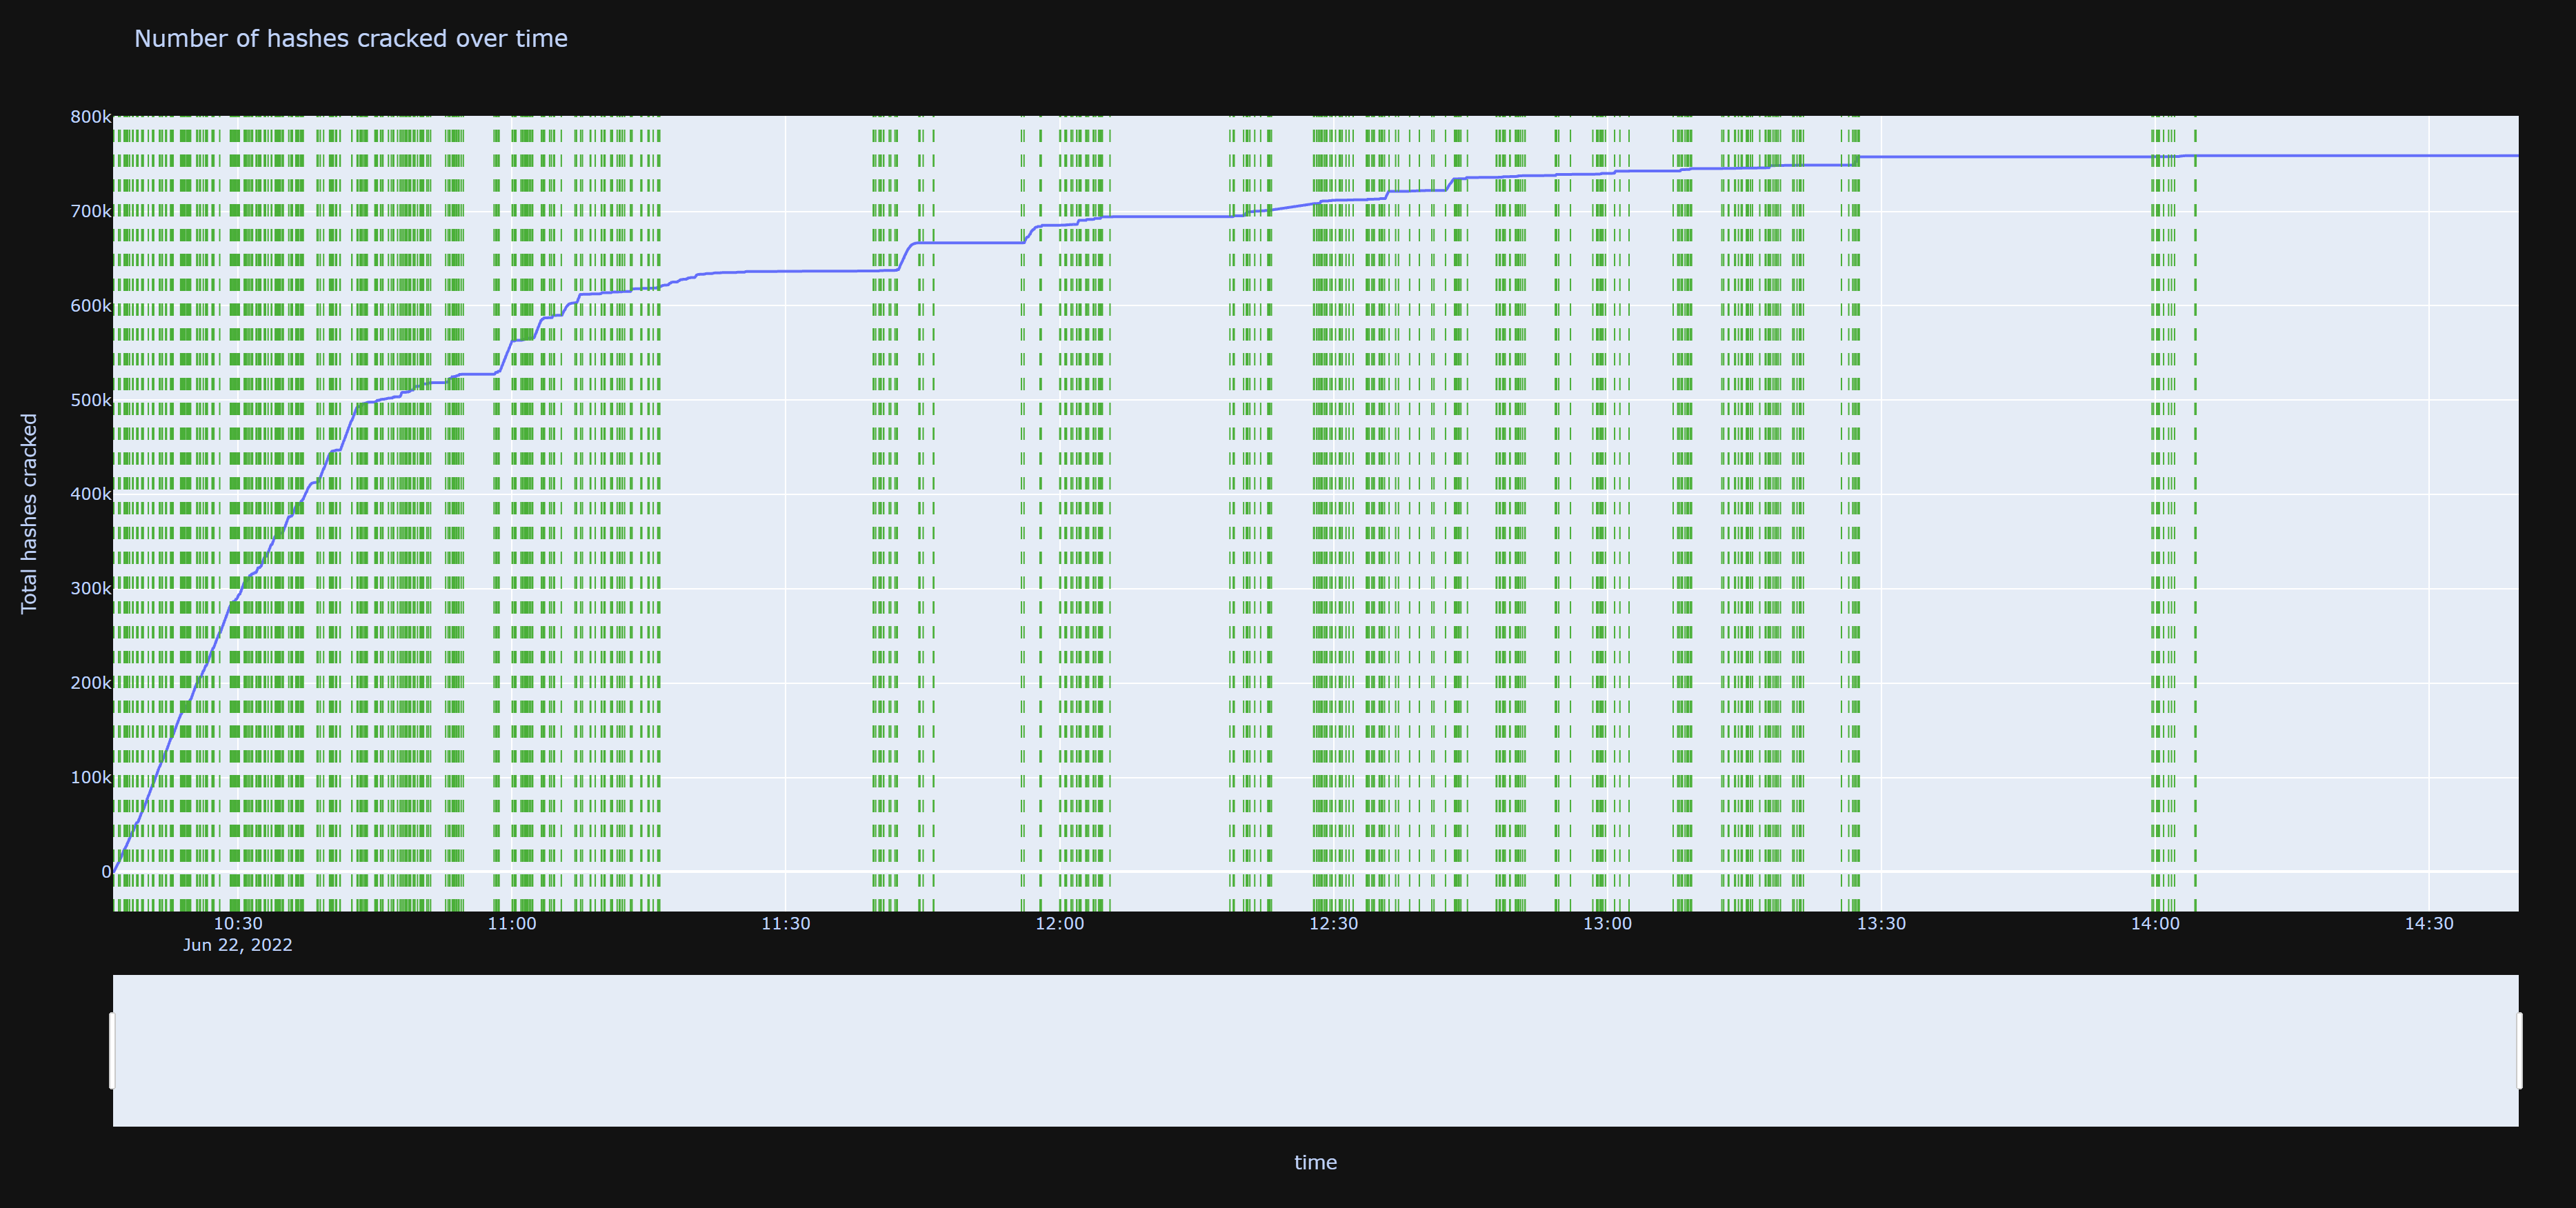 Number of hashes cracked over time
800k
700k
600k
500k
400k
300k
200k
100k
0
Total hashes cracked
10:30 11:00 11:30 12:00 12:30 13:00 13:30 14:00 14:30
Jun 22, 2022
time